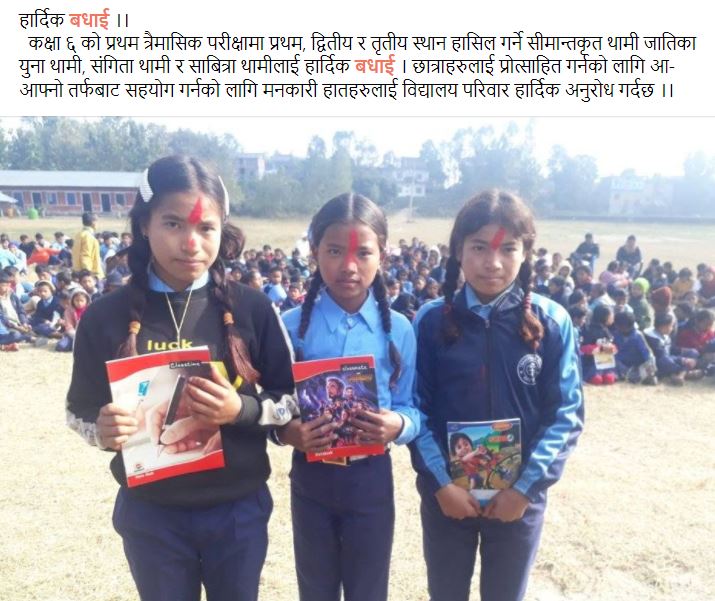 हार्दिक बधाई ।।
कक्षा ६ को प्रथम त्रैमासिक परीक्षामा प्रथम, द्वितीय र तृतीय स्थान हासिल गर्ने सीमान्तकृत थामी जातिका
युना थामी, संगिता थामी र साबित्रा थामीलाई हार्दिक बधाई । छात्राहरुलाई प्रोत्साहित गर्नको लागि आ-
आफ्नो तर्फबाट सहयोग गर्नको लागि मनकारी हातहरुलाई विद्यालय परिवार हार्दिक अनुरोध गर्दछ ।।
luck
Classtime
classmate